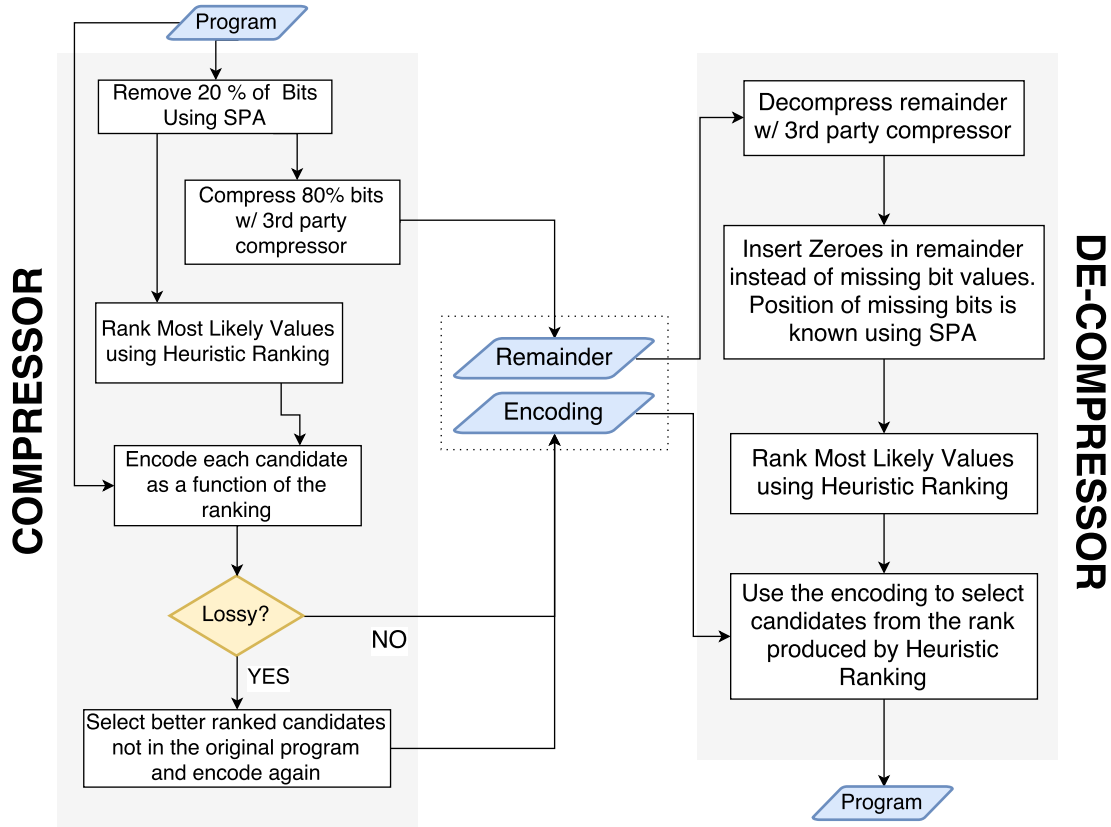 Program
Remove 20 % of Bits
Using SPA
Compress 80% bits
w/ 3rd party
compressor
Rank Most Likely Values
using Heuristic Ranking
Encode each candidate
as a function of the
ranking
Lossy?
NO
YES
Select better ranked candidates
not in the original program
and encode again
COMPRESSOR
Remainder
Encoding
Decompress remainder
w/ 3rd party compressor
Insert Zeroes in remainder
instead of missing bit values.
Position of missing bits is
known using SPA
Rank Most Likely Values
using Heuristic Ranking
Use the encoding to select
candidates from the rank
produced by Heuristic
Ranking
Program
DE-COMPRESSOR